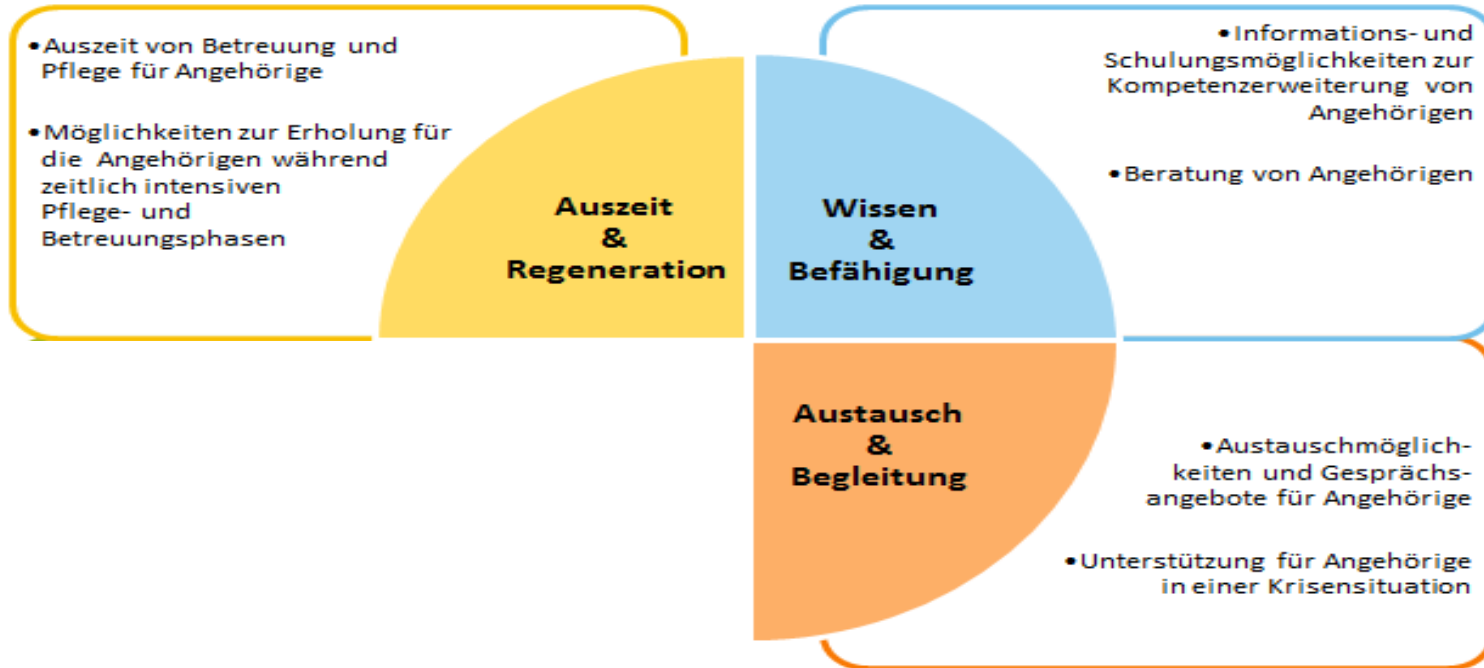 •Auszeit von Betreuung und
Pflege für Angehörige
•Möglichkeiten zur Erholung für
die Angehörigen während
zeitlich intensiven
Pflege- und
Betreuungsphasen
Auszeit
&
Regeneration
Wissen
&
Befähigung
•Informations- und
Schulungsmöglichkeiten zur
Kompetenzerweiterung von
Angehörigen
•Beratung von Angehörigen
Austausch
&
Begleitung
•Austauschmöglich-
keiten und Gesprächs-
angebote für Angehörige
•Unterstützung für Angehörige
in einer Krisensituation